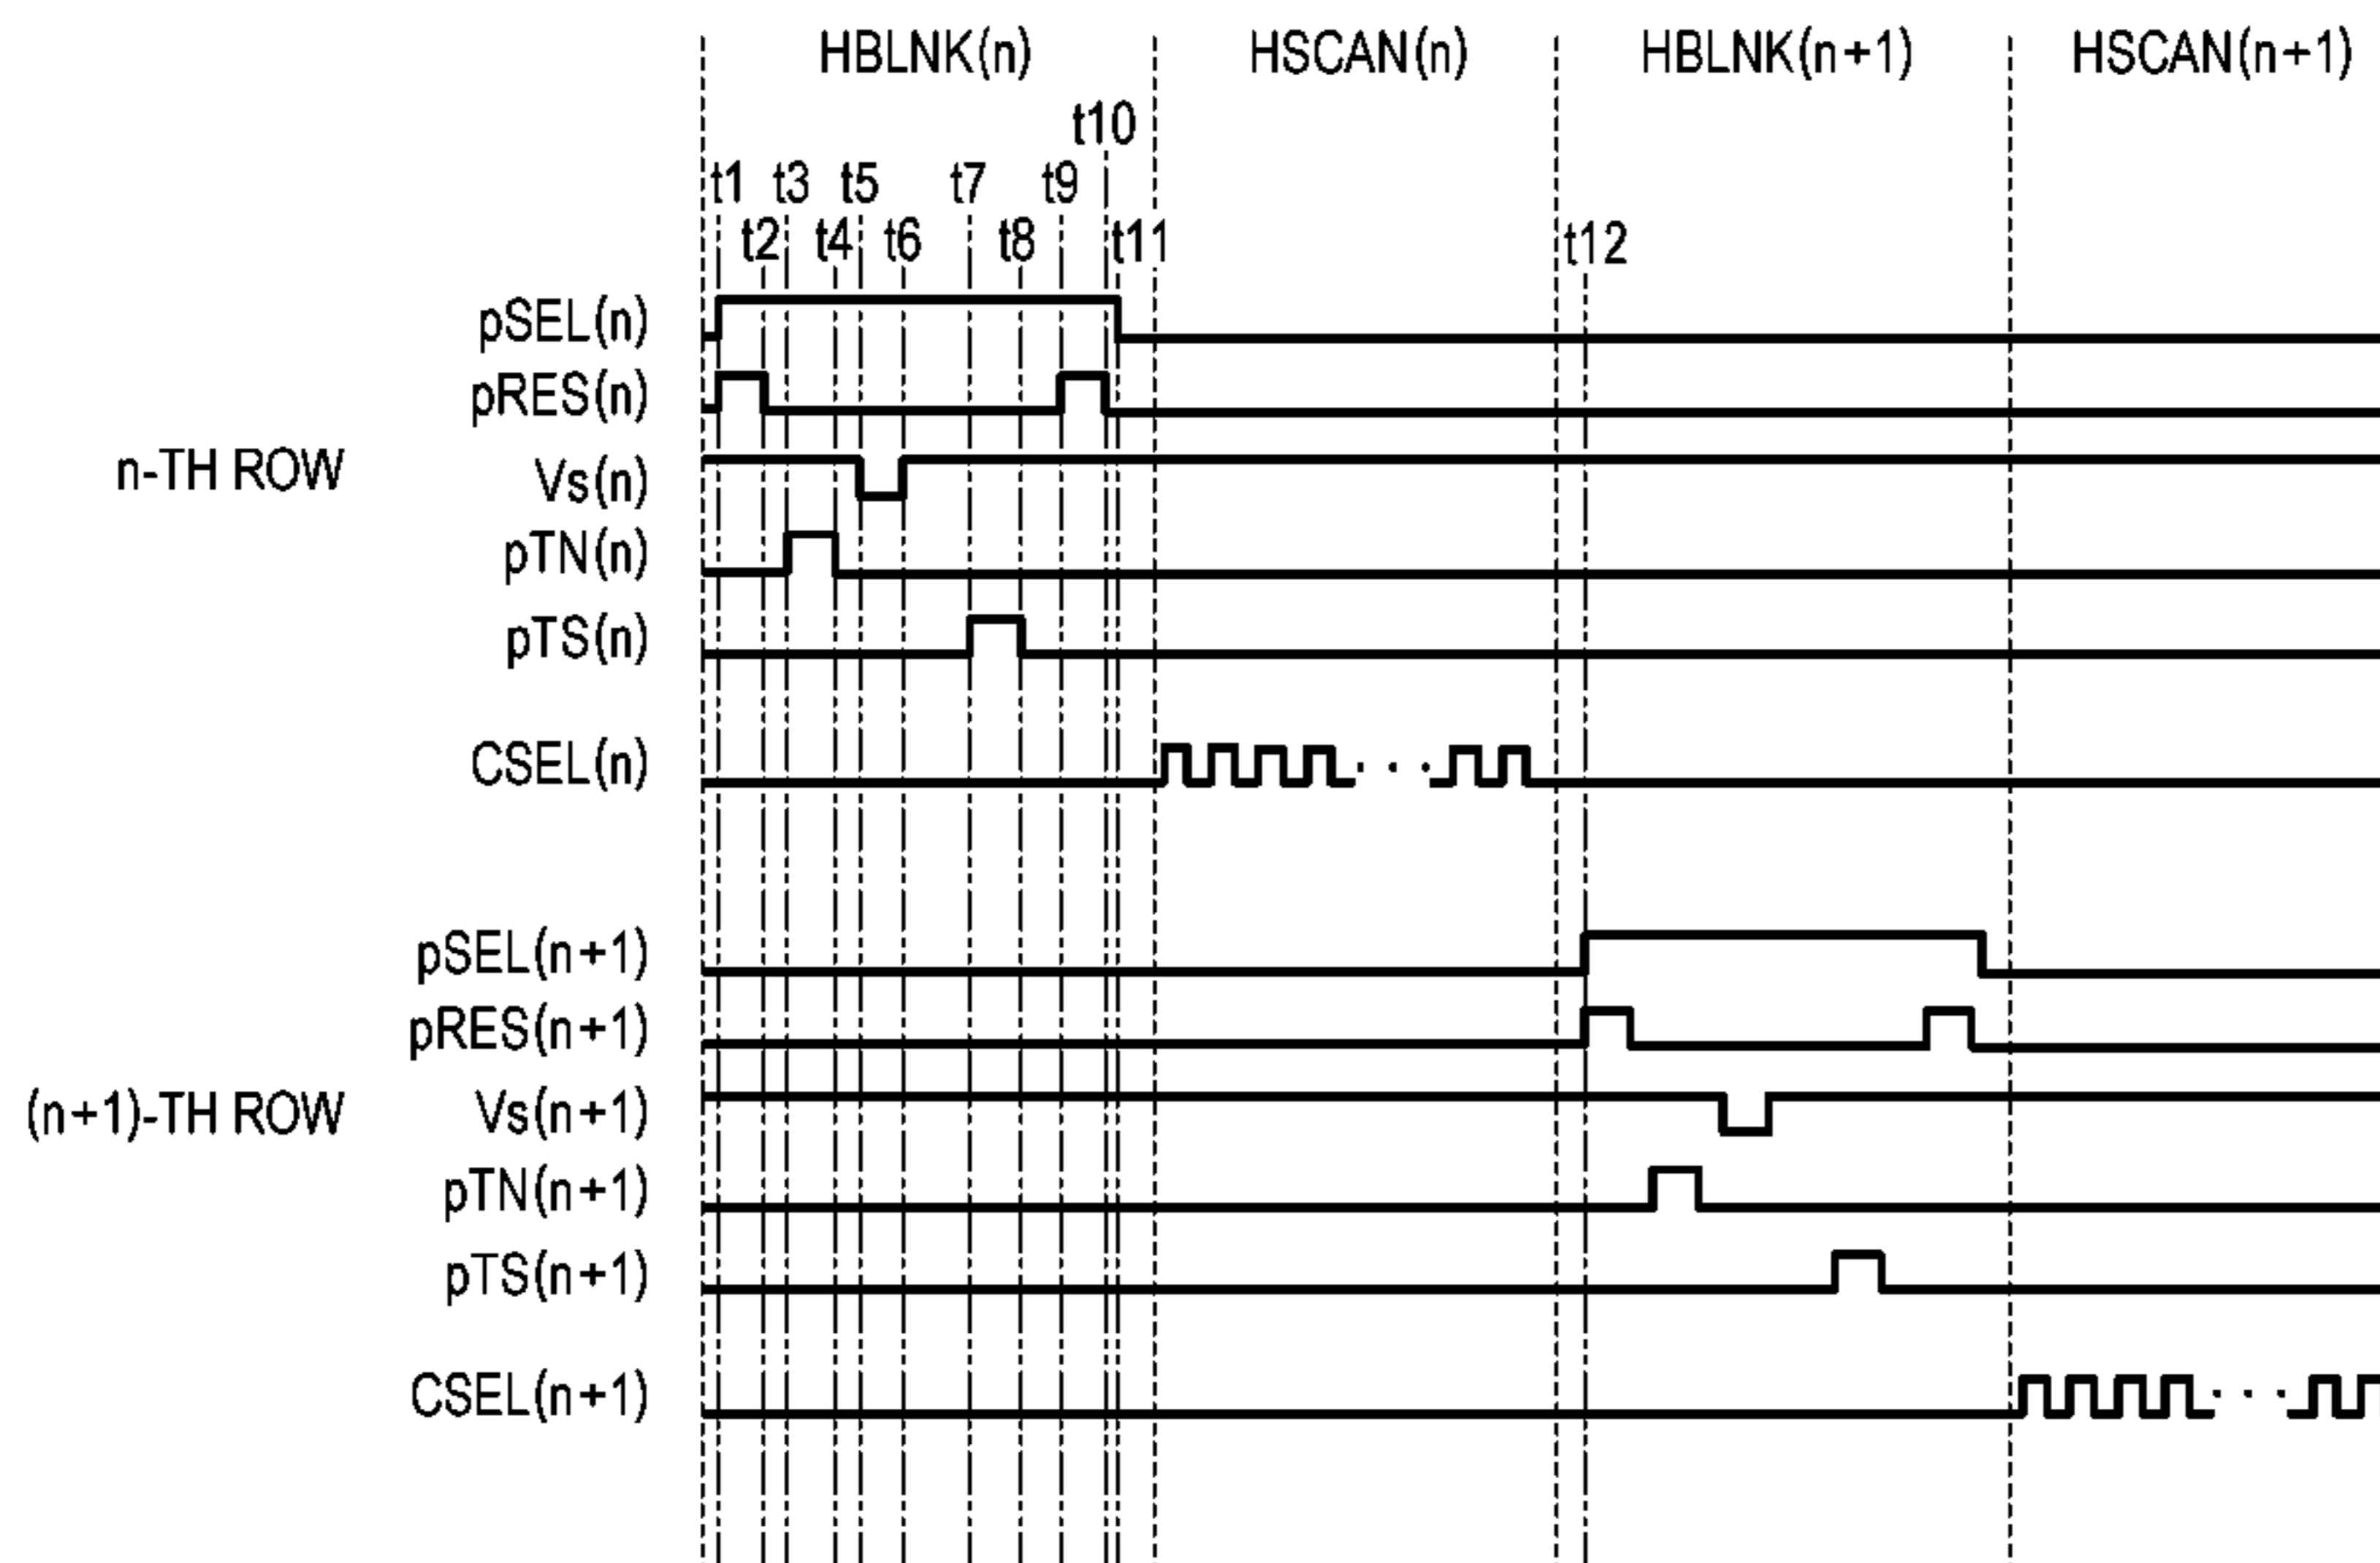 HBLNK(n) HSCAN(n) HBLNK(n+1) HSCAN(n+1)
t10
t1 t3 t5 t7 t9
t2 t4 t6 t8 t11 t12
pSEL(n)
pRES(n)
n-TH ROW
Vs(n)
pTN(n)
pTS(n)
CSEL(n)
pSEL(n+1)
pRES(n+1)
(n+1)-TH ROW
Vs(n+1)
pTN(n+1)
pTS(n+1)
CSEL(n+1)